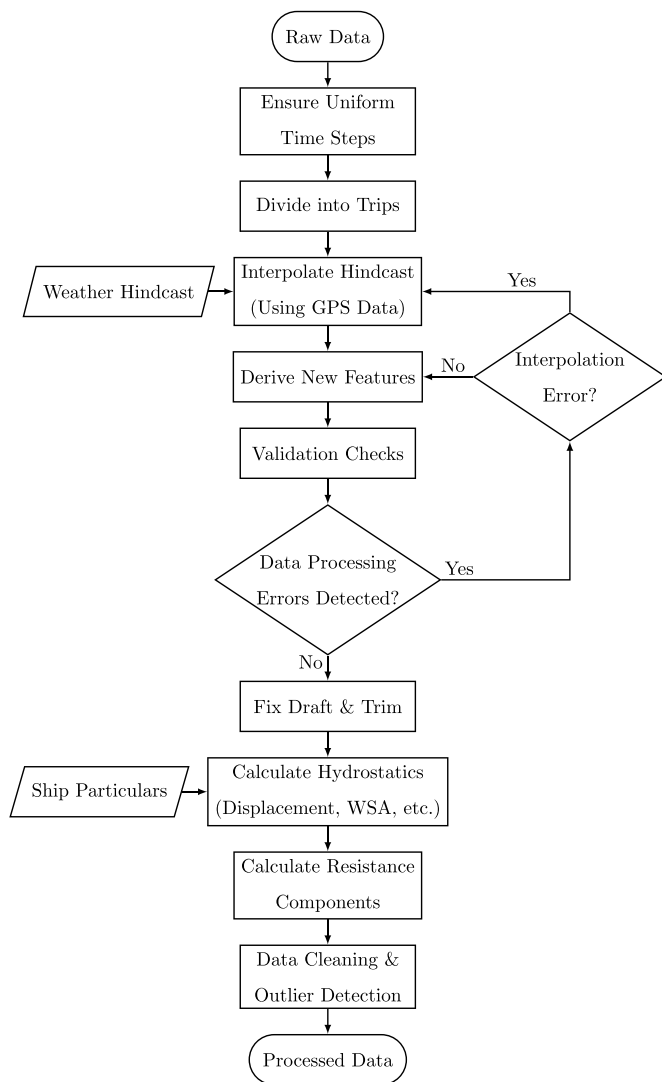 Raw Data
Ensure Uniform
Time Steps
Divide into Trips
Weather Hindcast
Interpolate Hindcast
(Using GPS Data)
Yes
Derive New Features
No
Interpolation
Error?
Validation Checks
Data Processing
Errors Detected?
Yes
No
Fix Draft & Trim
Ship Particulars
Calculate Hydrostatics
(Displacement, WSA, etc.)
Calculate Resistance
Components
Data Cleaning &
Outlier Detection
Processed Data